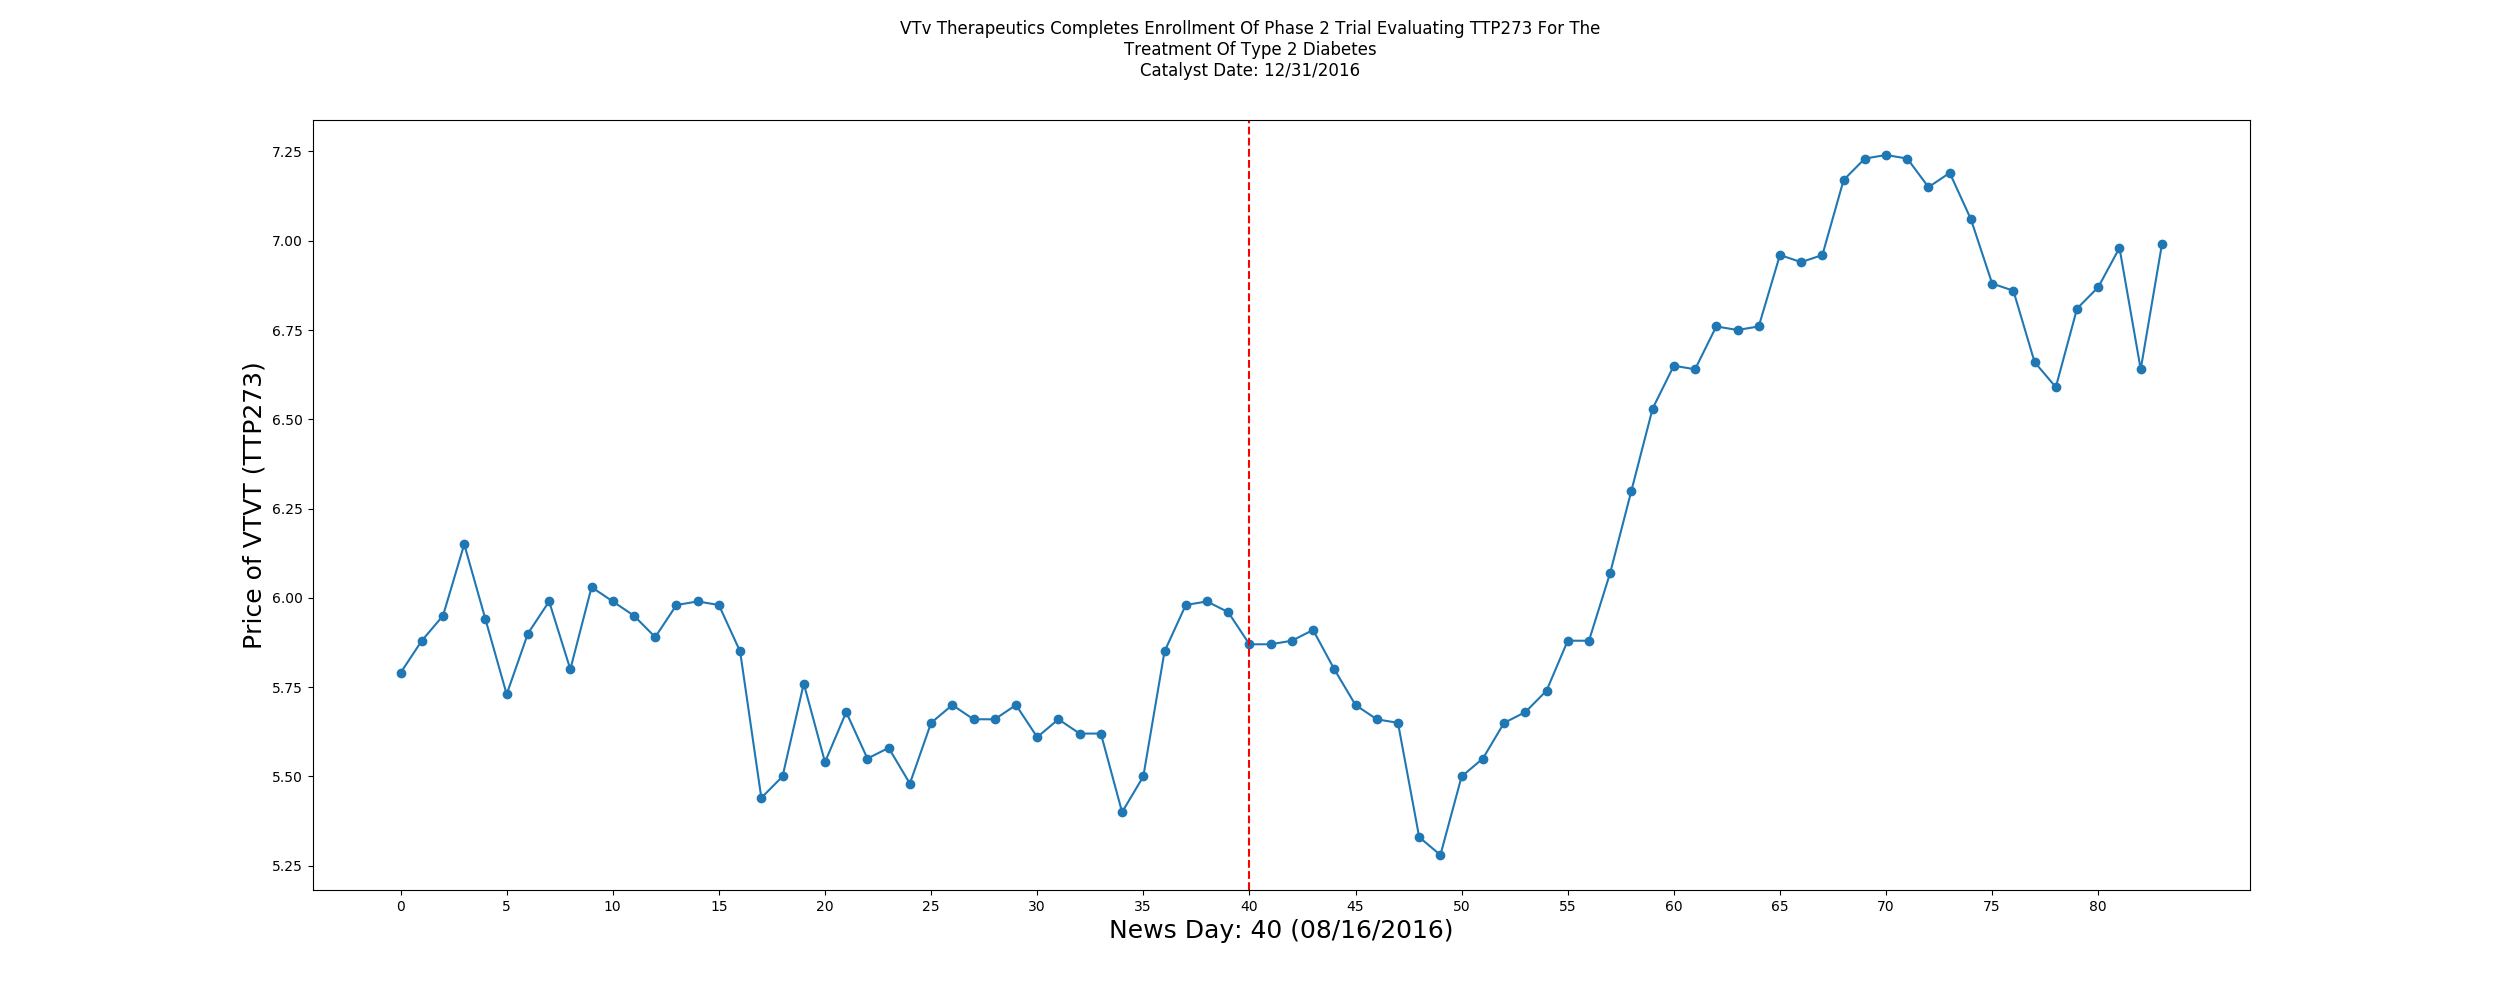 VTv Therapeutics Completes Enrollment Of Phase 2 Trial Evaluating TTP273 For The
Treatment Of Type 2 Diabetes
Catalyst Date: 12/31/2016
Price of VTVT (TTP273)
7.25
7.00
6.75
6.50
6.25
6.00
5.75
5.50
5.25
0 5 10 15 20 25 30 35 40 45 50 55 60 65 70 75 80
News Day: 40 (08/16/2016)